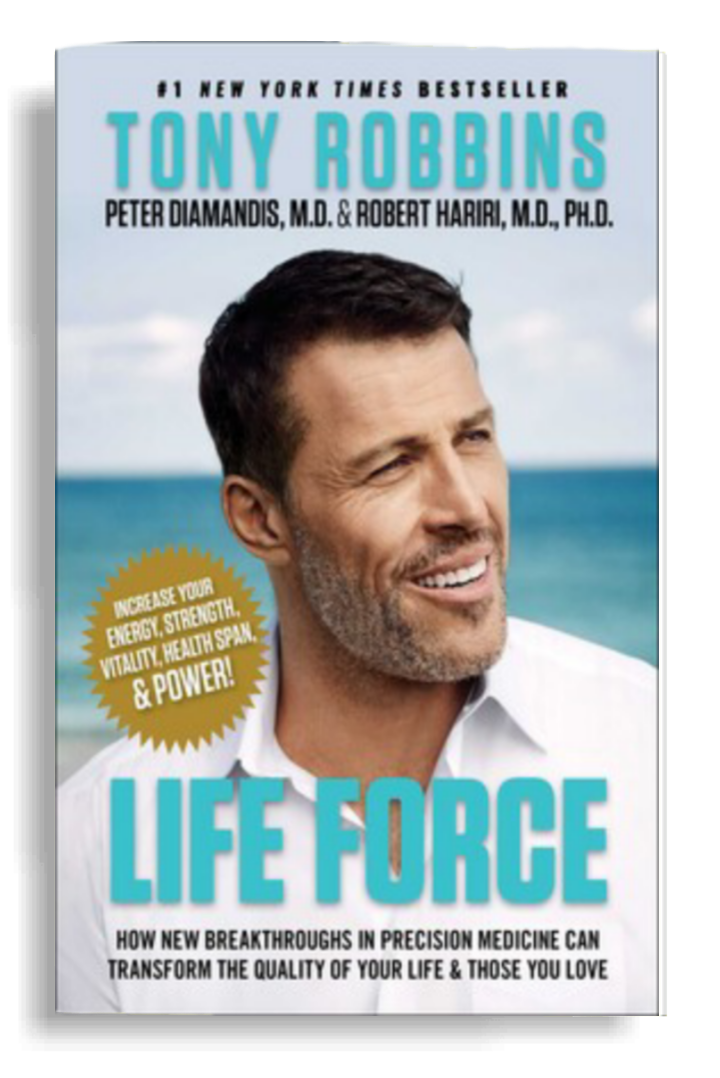 #1 NEW YORK TIMES BESTSELLER
TONY ROBBINS
PETER DIAMANDIS, M.D. & ROBERT HARIRI, M.D., PH.D.
INCREASE YOUR
ENERGY, STRENGTH,
VITALITY, HEALTH SPAN,
& POWER!
LIFE FORCE
HOW NEW BREAKTHROUGHS IN PRECISION MEDICINE CAN
TRANSFORM THE QUALITY OF YOUR LIFE & THOSE YOU LOVE